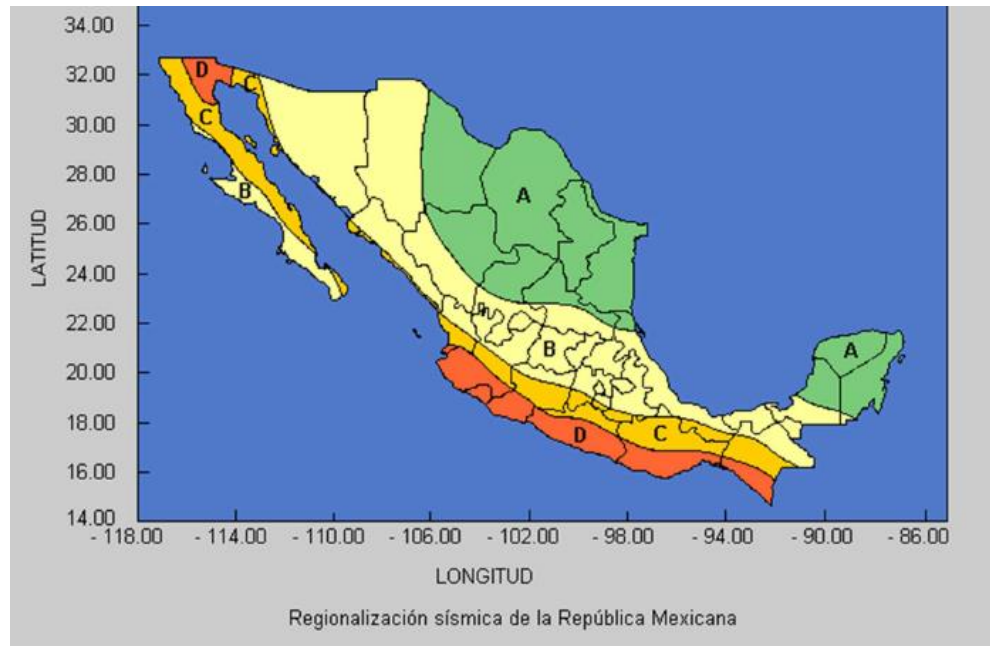 34.00
32.00
30.00
28.00
26.00
24.00
22.00
20.00
18.00
16.00
14.00
LATITUD
D
C
C
B
A
B
A
D
C
- 118.00 - 114.00 - 110.00 - 106.00 - 102.00 - 98.00 - 94.00 - 90.00 - 86.00
LONGITUD
Regionalización sísmica de la República Mexicana